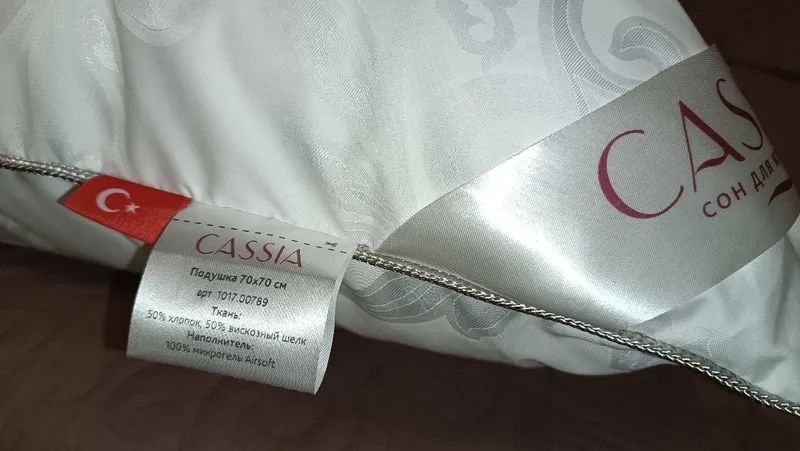 CASSIA
Подушка 70x70 см
арт 1017.00789
Ткань:
50% хлопок, 50% вискозный шелк
Наполнитель:
100% микрогель Airsoft
CAS
СОН ДЛЯ